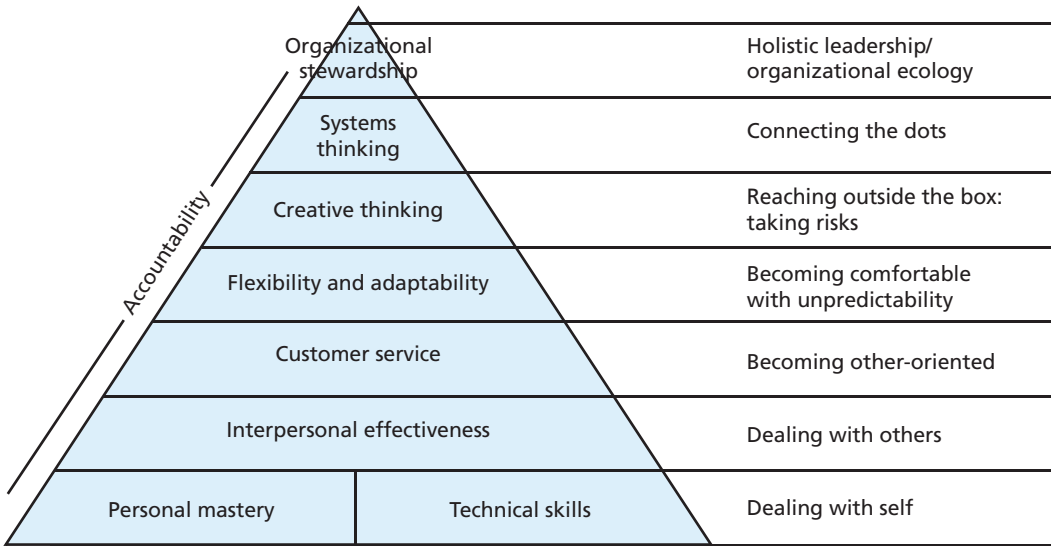 Organizational
stewardship
Holistic leadership/
organizational ecology
Systems
thinking
Connecting the dots
Creative thinking
Reaching outside the box:
taking risks
Flexibility and adaptability
Becoming comfortable
with unpredictability
Customer service
Becoming other-oriented
Interpersonal effectiveness
Dealing with others
Personal mastery
Technical skills
Dealing with self
Accountability